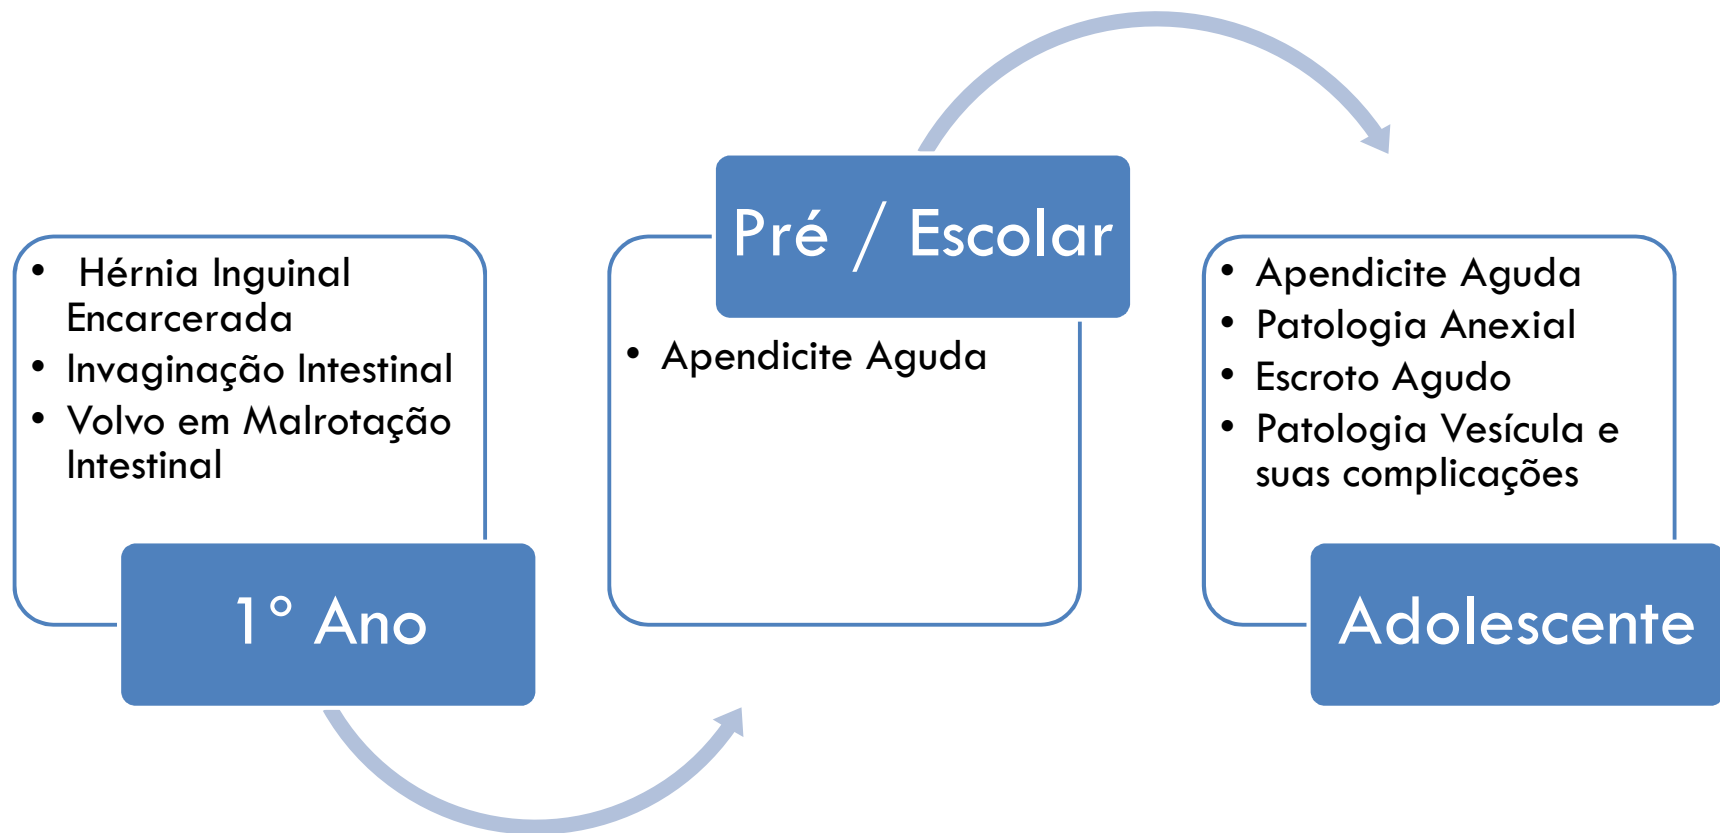 • Hérnia Inguinal
Encarcerada
• Invaginação Intestinal
• Volvo em Malrotação
Intestinal
1º Ano
Pré / Escolar
• Apendicite Aguda
• Apendicite Aguda
• Patologia Anexial
• Escroto Agudo
• Patologia Vesícula e
suas complicações
Adolescente